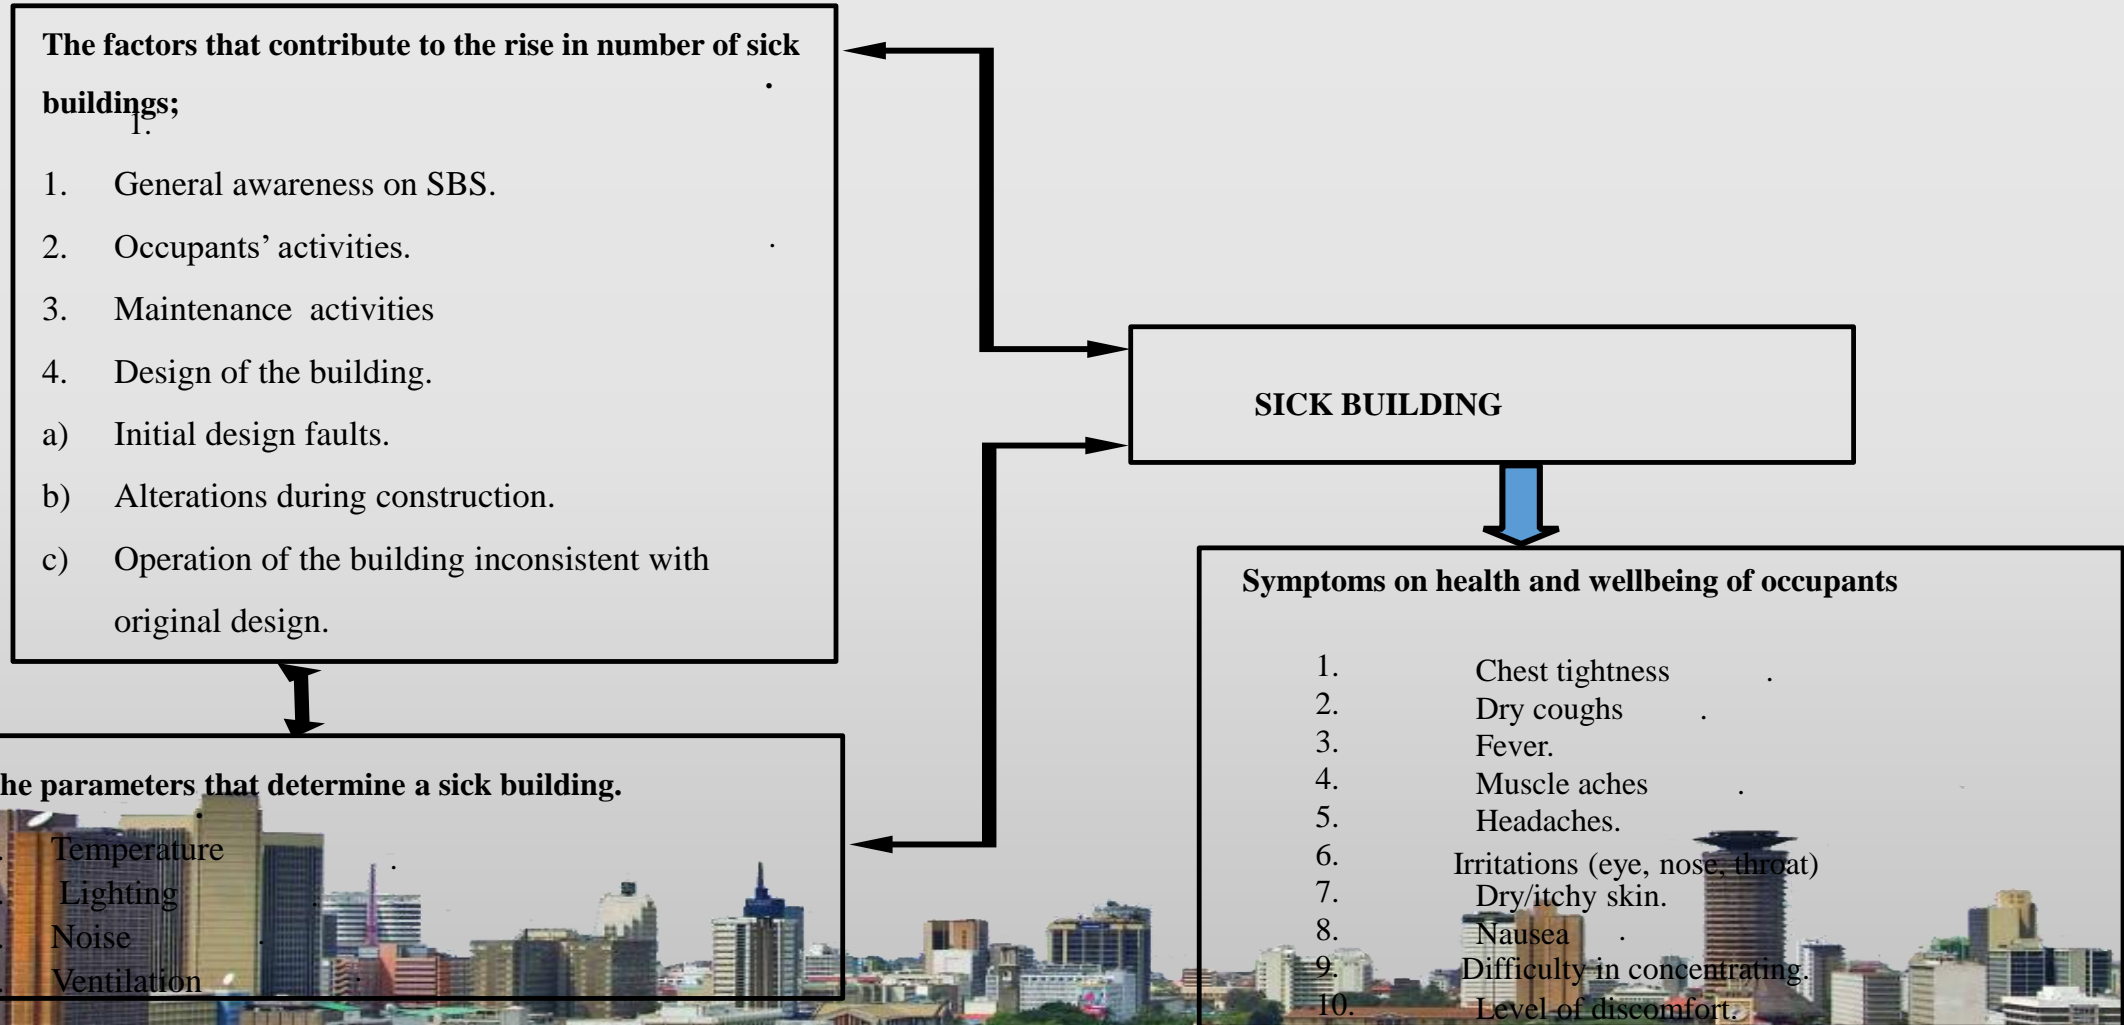 The factors that contribute to the rise in number of sick
buildings;
1.
1. General awareness on SBS.
2. Occupants’ activities.
3. Maintenance activities
4. Design of the building.
a) Initial design faults.
b) Alterations during construction.
c) Operation of the building inconsistent with
original design.
SICK BUILDING
he parameters that determine a sick building.
. Temperature .
. Lighting .
. Noise .
. Ventilation .
Symptoms on health and wellbeing of occupants
1. Chest tightness .
2. Dry coughs .
3. Fever.
4. Muscle aches .
5. Headaches.
6. Irritations (eye, nose, throat)
7. Dry/itchy skin.
8. Nausea .
9. Difficulty in concentrating.
10. Level of discomfort.